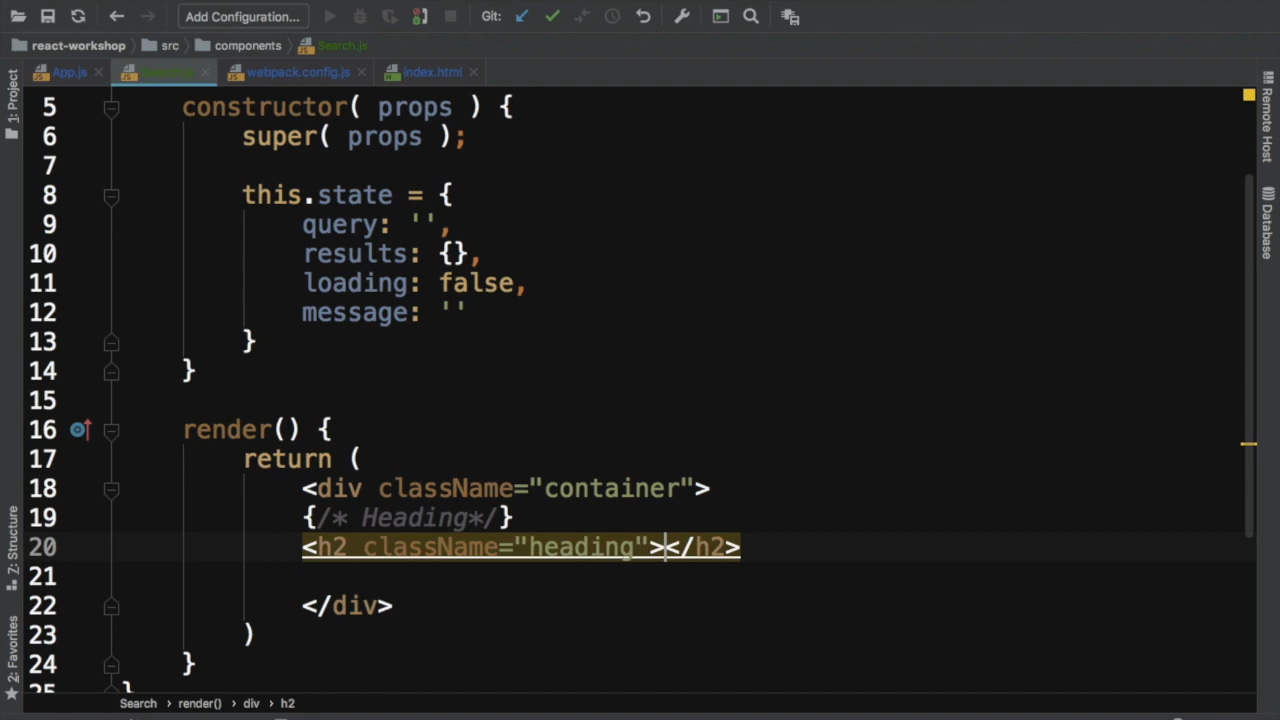 Add Configuration...
Git:
react-workshop src components Search.js
App.js webpack.config.js index.html
1: Project
Z: Structure
2: Favorites
Remote Host
Database
5 constructor( props ) {
6 super( props );
7
8 this.state = {
9 query: '',
10 results: {},
11 loading: false,
12 message: ''
13 }
14 }
15
16 render() {
17 return (
18 <div className="container">
19 {/* Heading*/}
20 <h2 className="heading"></h2>
21
22 </div>
23 )
24 }
25 }
Search › render() › div › h2